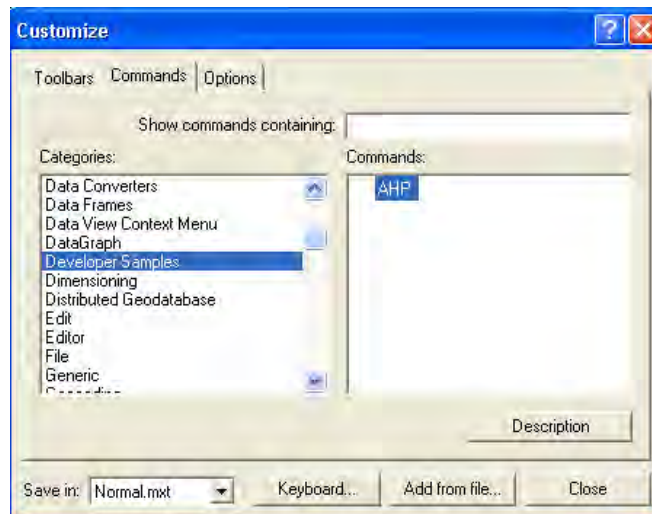 Customize
Toolbars Commands Options
Show commands containing:
Categories:
Commands:
Data Converters
Data Frames
Data View Context Menu
DataGraph
Developer Samples
Dimensioning
Distributed Geodatabase
Edit
Editor
File
Generic
AHP
Description
Save in: Normal.mxt Keyboard... Add from file... Close